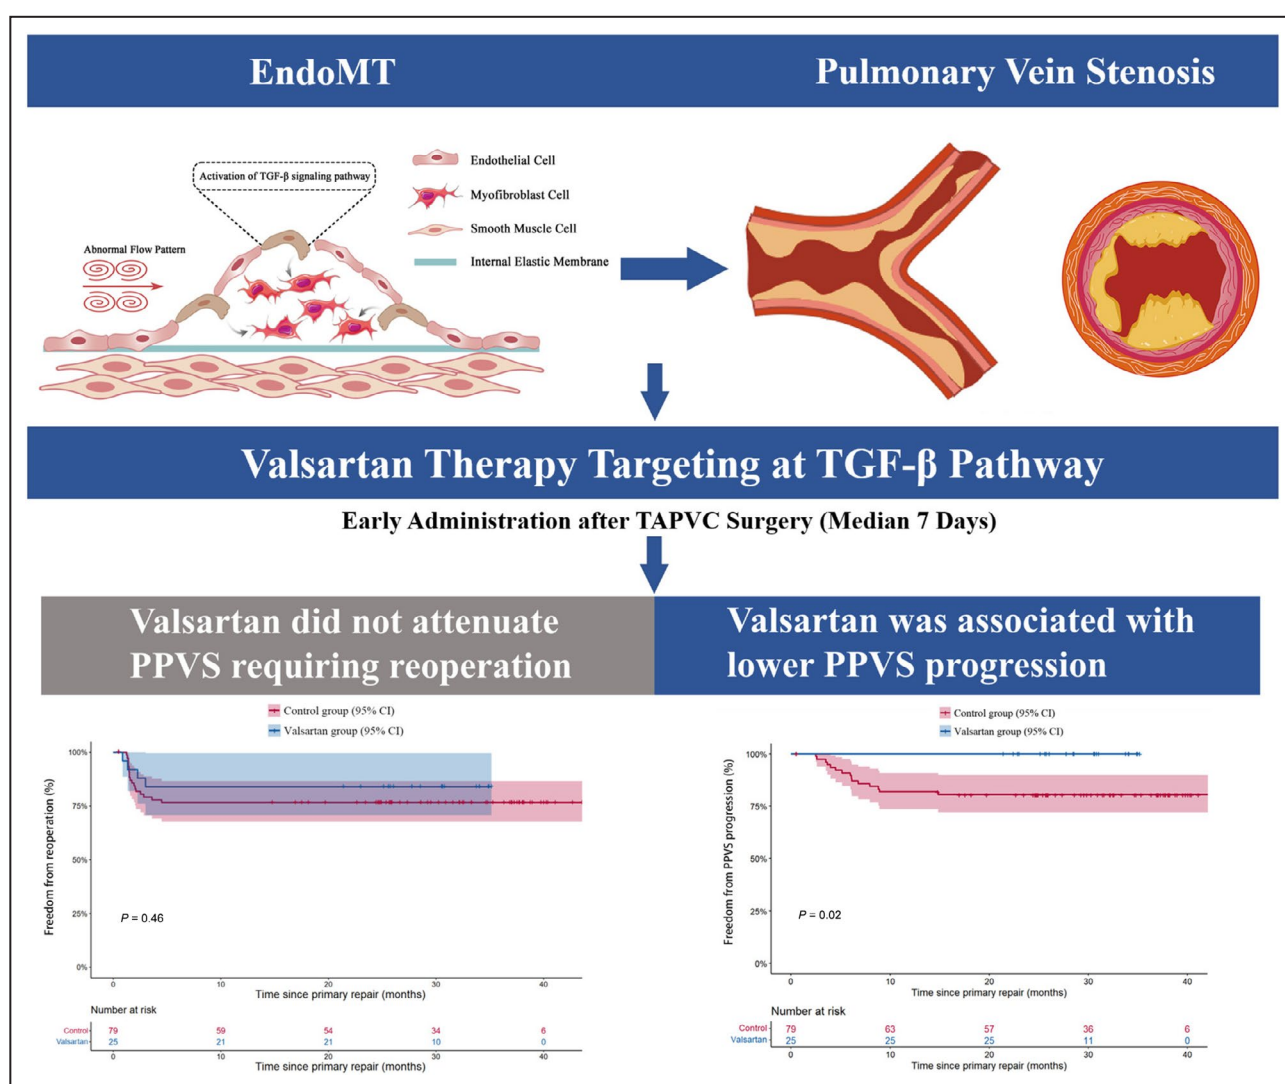 EndoMT
Pulmonary Vein Stenosis
Activation of TGF-β signaling pathway
Endothelial Cell
Myofibroblast Cell
Smooth Muscle Cell
Internal Elastic Membrane
Abnormal Flow Pattern
Valsartan Therapy Targeting at TGF-β Pathway
Early Administration after TAPVC Surgery (Median 7 Days)
Valsartan did not attenuate
PPVS requiring reoperation
Valsartan was associated with
lower PPVS progression
Control group (95% CI)
Valsartan group (95% CI)
Freedom from reoperation (%)
100%
75%
50%
25%
0%
P = 0.46
0 10 20 30 40
Time since primary repair (months)
Number at risk
Control 79 59 54 34 6
Valsartan 25 21 21 10 0
0 10 20 30 40
Time since primary repair (months)
Control group (95% CI)
Valsartan group (95% CI)
Freedom from PPVS progression (%)
100%
75%
50%
25%
0%
P = 0.02
0 10 20 30 40
Time since primary repair (months)
Number at risk
Control 79 63 57 36 6
Valsartan 25 25 25 11 0
0 10 20 30 40
Time since primary repair (months)